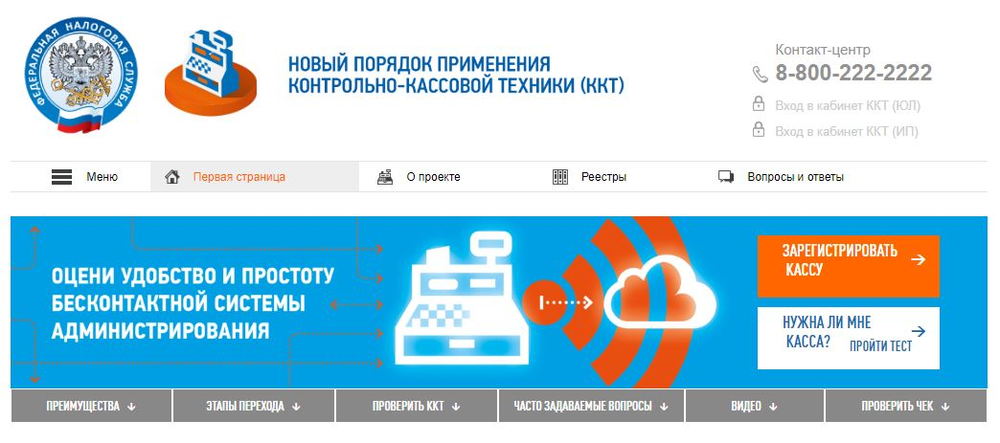 ФЕДЕРАЛЬНАЯ НАЛОГОВАЯ СЛУЖБА
НОВЫЙ ПОРЯДОК ПРИМЕНЕНИЯ
КОНТРОЛЬНО-КАССОВОЙ ТЕХНИКИ (ККТ)
Контакт-центр
8-800-222-2222
Вход в кабинет ККТ (ЮЛ)
Вход в кабинет ККТ (ИП)
Меню
Первая страница
О проекте
Реестры
Вопросы и ответы
ОЦЕНИ УДОБСТВО И ПРОСТОТУ
БЕСКОНТАКТНОЙ СИСТЕМЫ
АДМИНИСТРИРОВАНИЯ
ЗАРЕГИСТРИРОВАТЬ
КАССУ
НУЖНА ЛИ МНЕ
КАССА?
ПРОЙТИ ТЕСТ
ПРЕИМУЩЕСТВА
ЭТАПЫ ПЕРЕХОДА
ПРОВЕРИТЬ ККТ
ЧАСТО ЗАДАВАЕМЫЕ ВОПРОСЫ
ВИДЕО
ПРОВЕРИТЬ ЧЕК